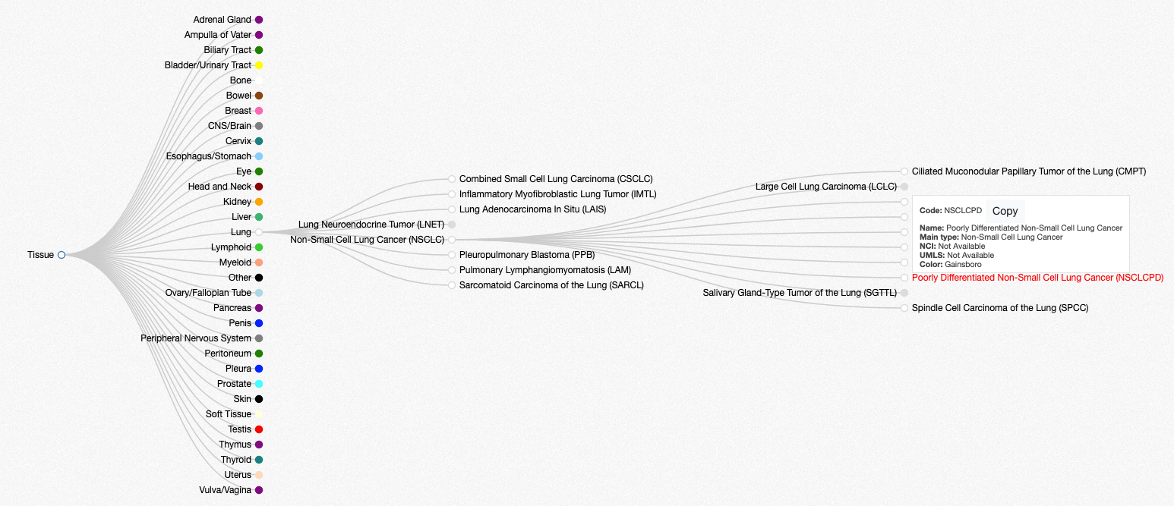 Tissue
Adrenal Gland
Ampulla of Vater
Biliary Tract
Bladder/Urinary Tract
Bone
Bowel
Breast
CNS/Brain
Cervix
Esophagus/Stomach
Eye
Head and Neck
Kidney
Liver
Lung
Lymphoid
Myeloid
Other
Ovary/Fallopian Tube
Pancreas
Penis
Peripheral Nervous System
Peritoneum
Pleura
Prostate
Skin
Soft Tissue
Testis
Thymus
Thyroid
Uterus
Vulva/Vagina
Combined Small Cell Lung Carcinoma (CSCLC)
Inflammatory Myofibroblastic Lung Tumor (IMTL)
Lung Adenocarcinoma In Situ (LAIS)
Lung Neuroendocrine Tumor (LNET)
Non-Small Cell Lung Cancer (NSCLC)
Pleuropulmonary Blastoma (PPB)
Pulmonary Lymphangiomyomatosis (LAM)
Sarcomatoid Carcinoma of the Lung (SARCL)
Ciliated Muconodular Papillary Tumor of the Lung (CMPT)
Large Cell Lung Carcinoma (LCLC)
Code: NSCLCPD Copy
Name: Poorly Differentiated Non-Small Cell Lung Cancer
Main type: Non-Small Cell Lung Cancer
NCI: Not Available
UMLS: Not Available
Color: Gainsboro
Poorly Differentiated Non-Small Cell Lung Cancer (NSCLCPD)
Salivary Gland-Type Tumor of the Lung (SGTTL)
Spindle Cell Carcinoma of the Lung (SPCC)